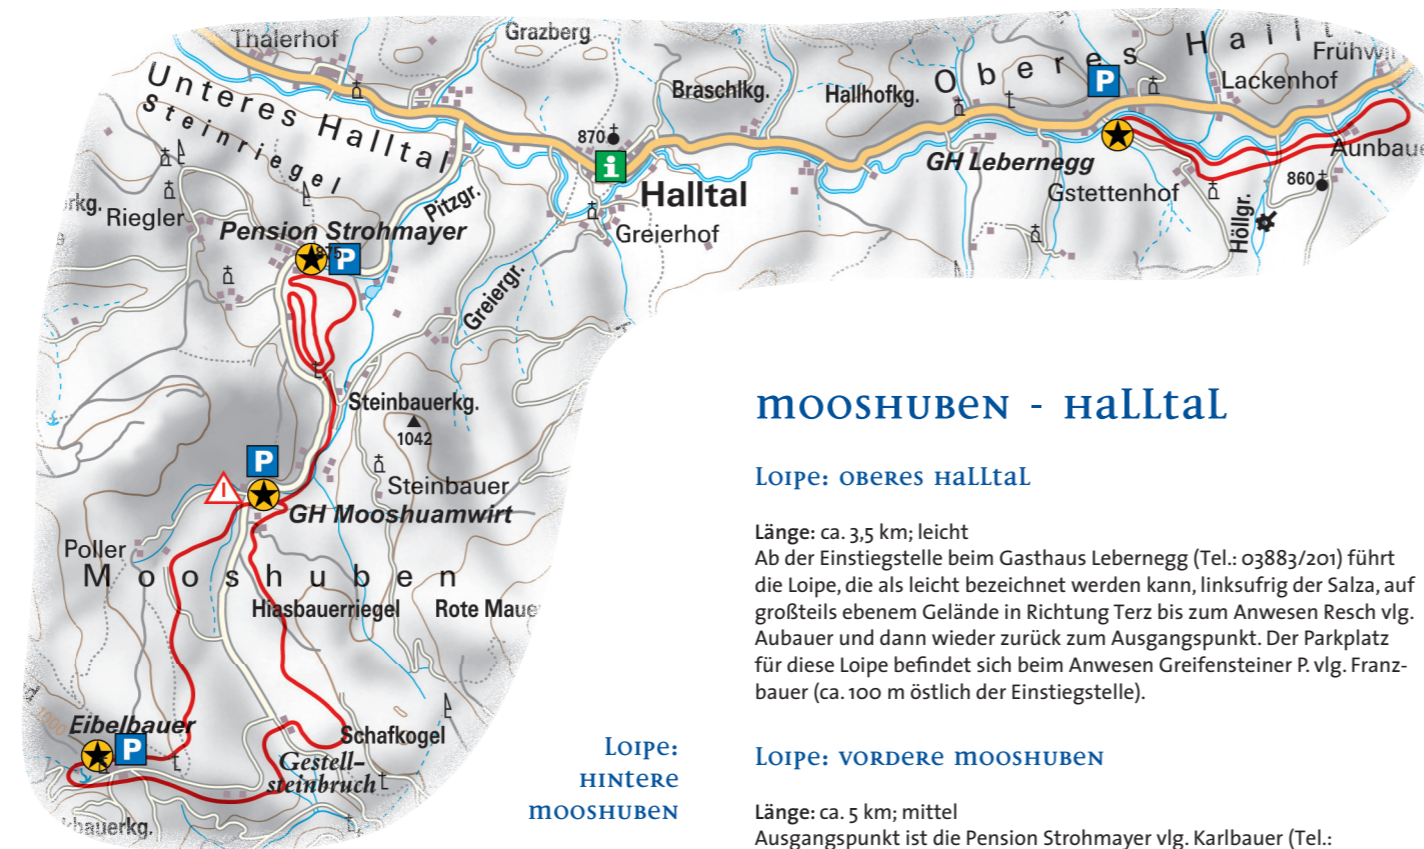 Thalerhof
Grazberg
Unteres Halltal
Steinriegel
Braschlkg.
Hallhofkg.
Oberes Hallt
Frühwi
Lackenhof
870
P
i
Halltal
Greierhof
GH Lebernegg
Gstettenhof
Höllgr.
860
Aunbaue
rkg.
Riegler
Pitzgr.
Pension Strohmayer
P
Greiergr.
Steinbauerkg.
1042
P
Steinbauer
GH Mooshuamwirt
Poller
Mooshuben
Hiasbauerriegel
Rote Maue
1000
Eibelbauer
P
Schafkogel
Gestell-
steinbruch
bauerkg.
Mooshuben - Halltal
Loipe: Oberes Halltal
Länge: ca. 3,5 km; leicht
Ab der Einstiegstelle beim Gasthaus Lebernegg (Tel.: 03883/201) führt
die Loipe, die als leicht bezeichnet werden kann, linksufrig der Salza, auf
großteils ebenem Gelände in Richtung Terz bis zum Anwesen Resch vlg.
Aubauer und dann wieder zurück zum Ausgangspunkt. Der Parkplatz
für diese Loipe befindet sich beim Anwesen Greifensteiner P. vlg. Franz-
bauer (ca. 100 m östlich der Einstiegstelle).
Loipe:
Hintere
Mooshuben
Loipe: Vordere Mooshuben
Länge: ca. 5 km; mittel
Ausgangspunkt ist die Pension Strohmayer vlg. Karlbauer (Tel.: